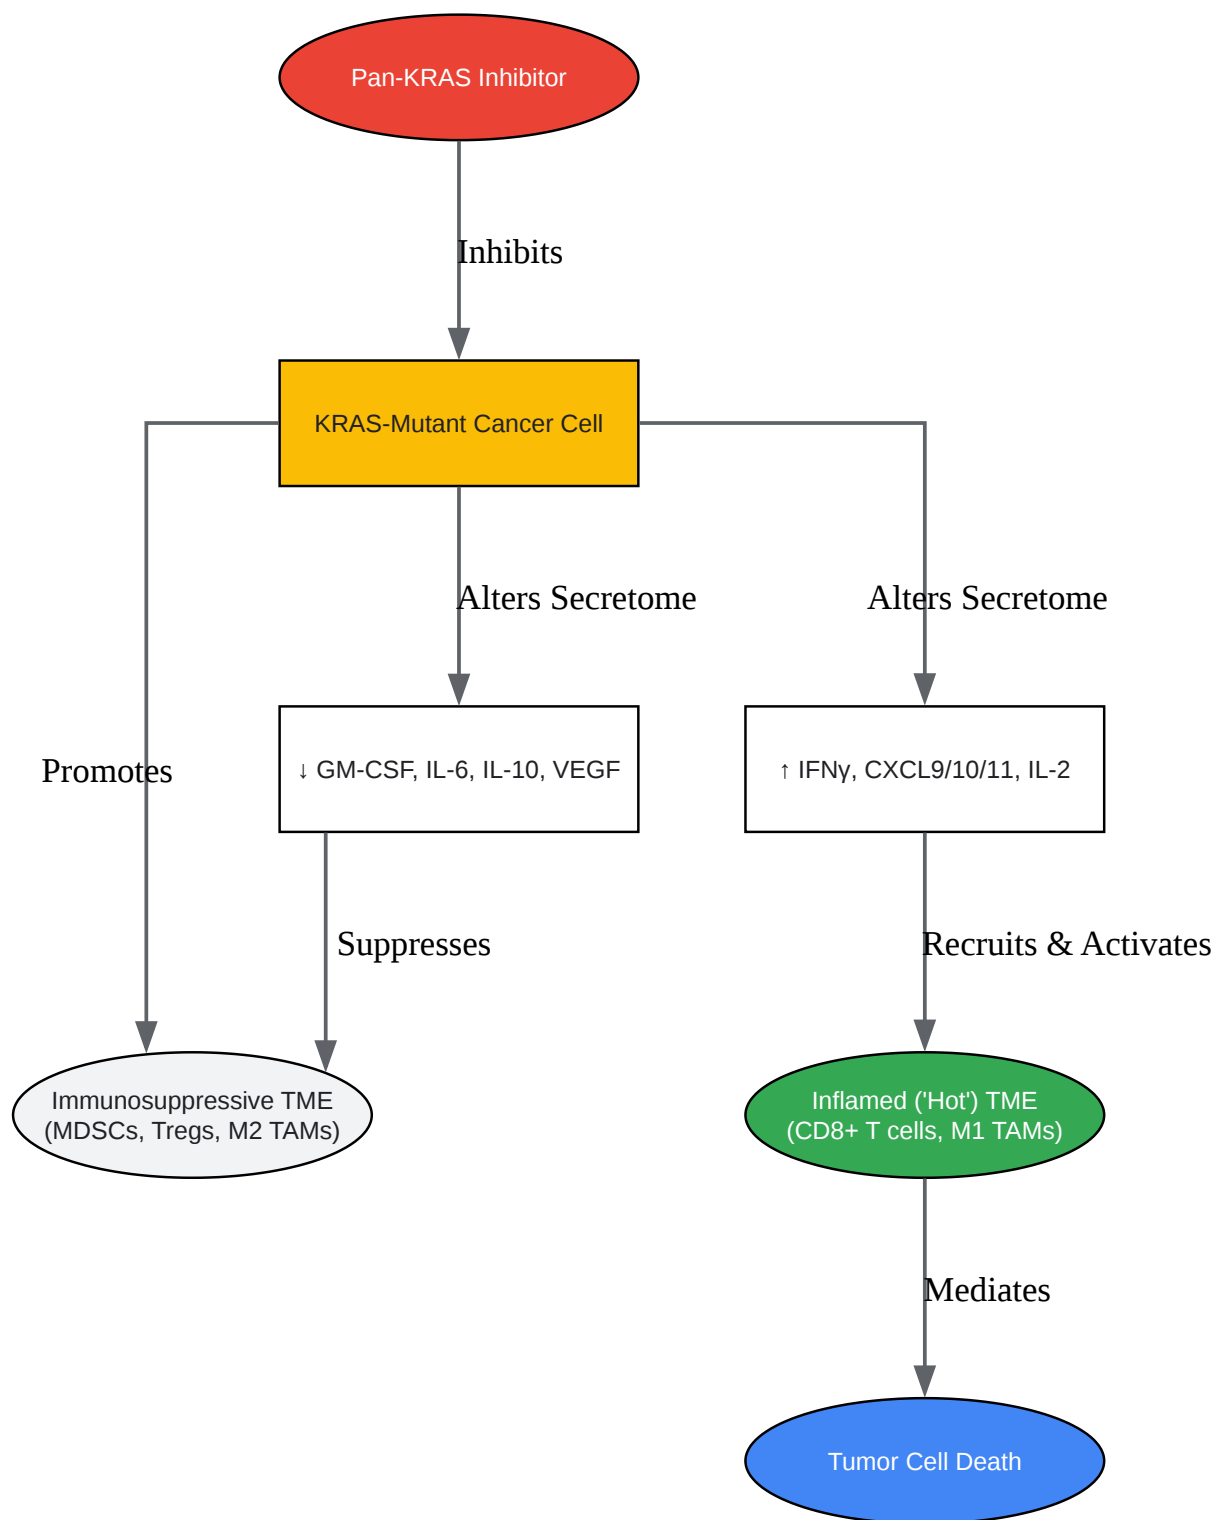 Pan-KRAS Inhibitor
Inhibits
KRAS-Mutant Cancer Cell
Alters Secretome
Alters Secretome
Promotes
↓ GM-CSF, IL-6, IL-10, VEGF
↑ IFNγ, CXCL9/10/11, IL-2
Suppresses
Recruits & Activates
Immunosuppressive TME
(MDSCs, Tregs, M2 TAMs)
Inflamed ('Hot') TME
(CD8+ T cells, M1 TAMs)
Mediates
Tumor Cell Death